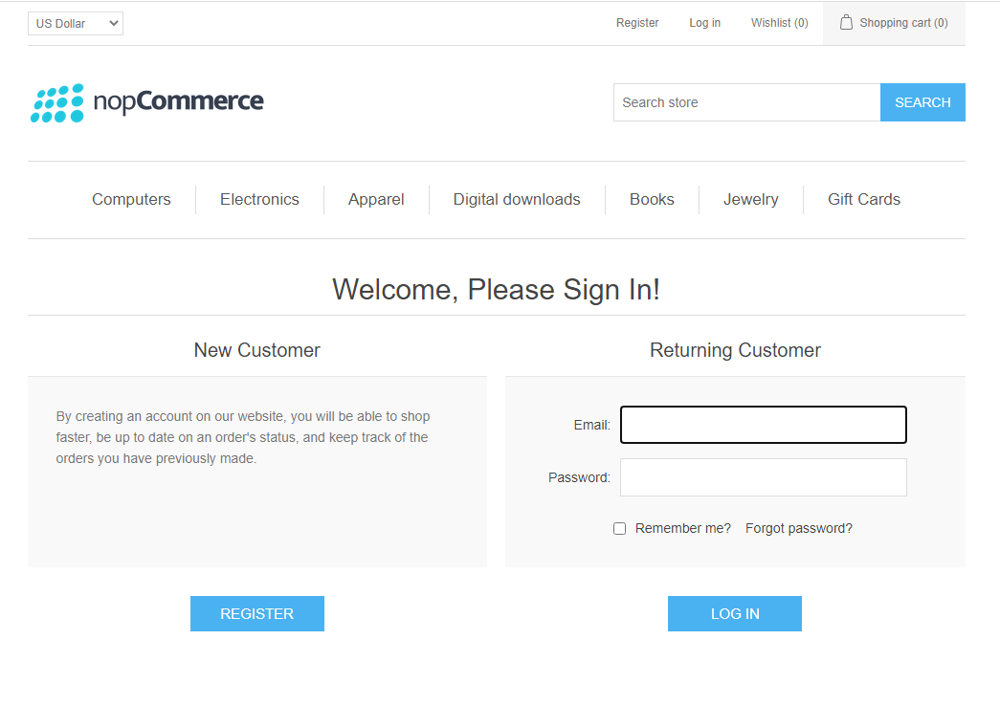 US Dollar Register Log in Wishlist (0) Shopping cart (0)
nopCommerce Search store SEARCH
Computers Electronics Apparel Digital downloads Books Jewelry Gift Cards
Welcome, Please Sign In!
New Customer
By creating an account on our website, you will be able to shop
faster, be up to date on an order's status, and keep track of the
orders you have previously made.
REGISTER
Returning Customer
Email:
Password:
Remember me? Forgot password?
LOG IN